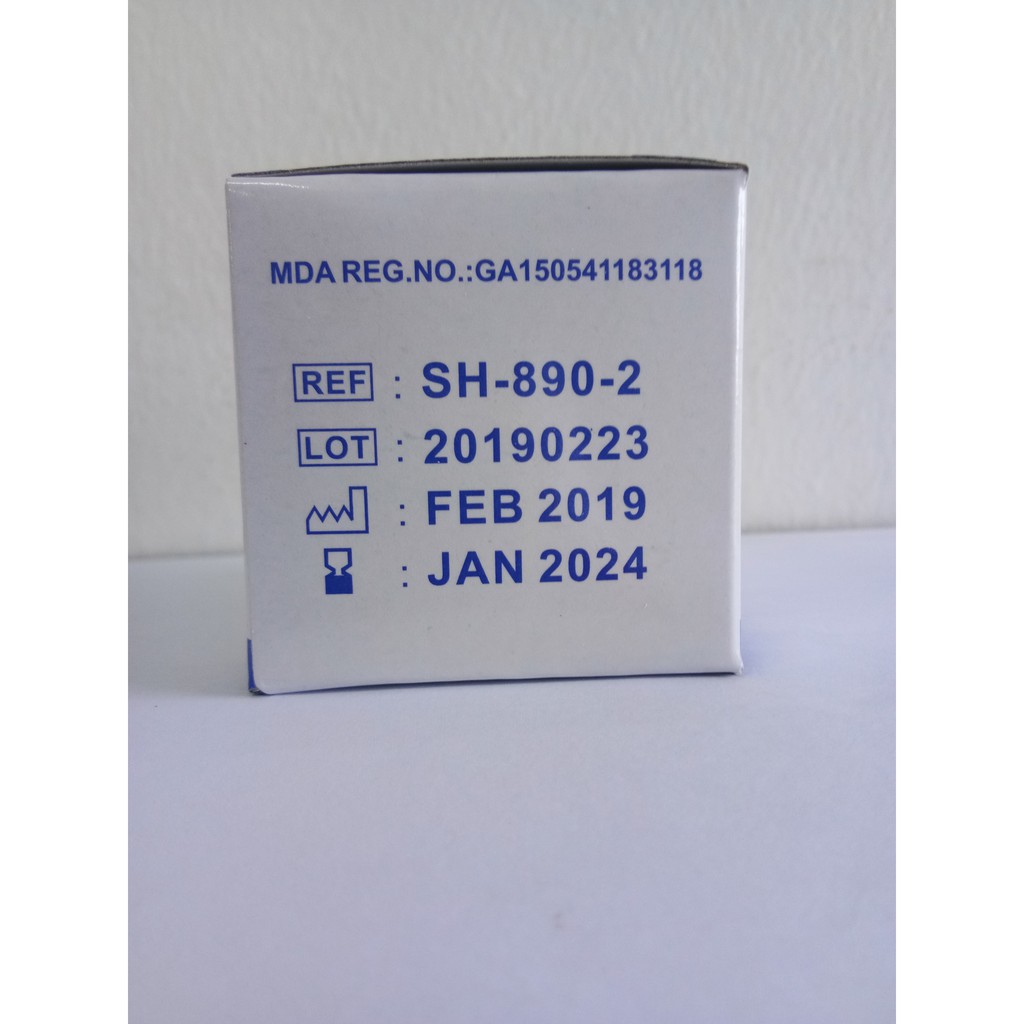 MDA REG.NO.:GA150541183118
REF : SH-890-2
LOT : 20190223
: FEB 2019
: JAN 2024